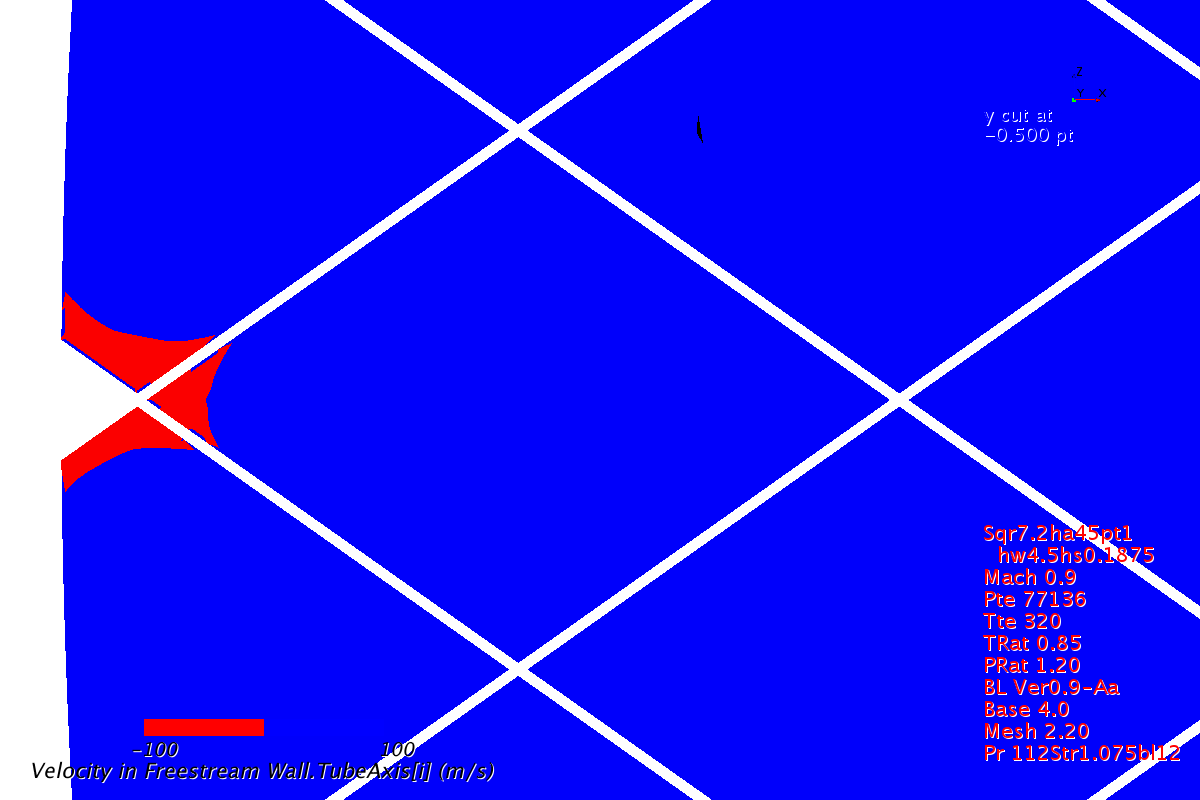 Z
Y X
y cut at
-0.500 pt
Sqr7.2ha45pt1
hw4.5hs0.1875
Mach 0.9
Pte 77136
Tte 320
TRat 0.85
PRat 1.20
BL Ver0.9-Aa
Base 4.0
Mesh 2.20
Pr 112Str1.075bl12
-100 100
Velocity in Freestream Wall.TubeAxis[i] (m/s)